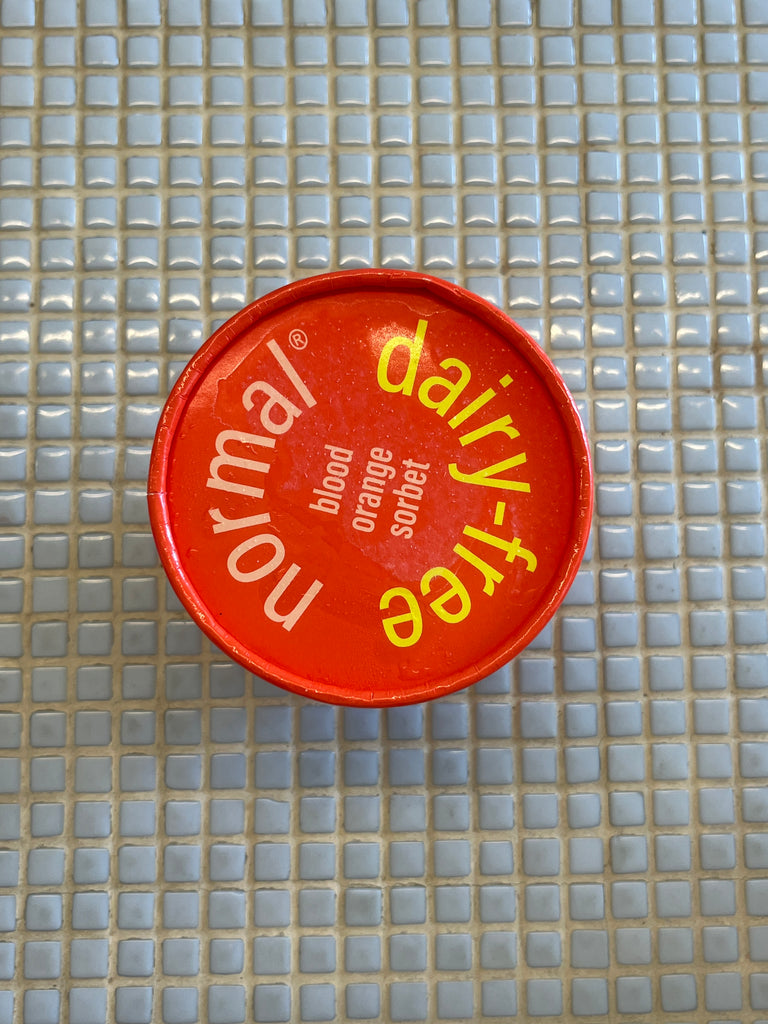 normal®
blood
orange
sorbet
dairy-free